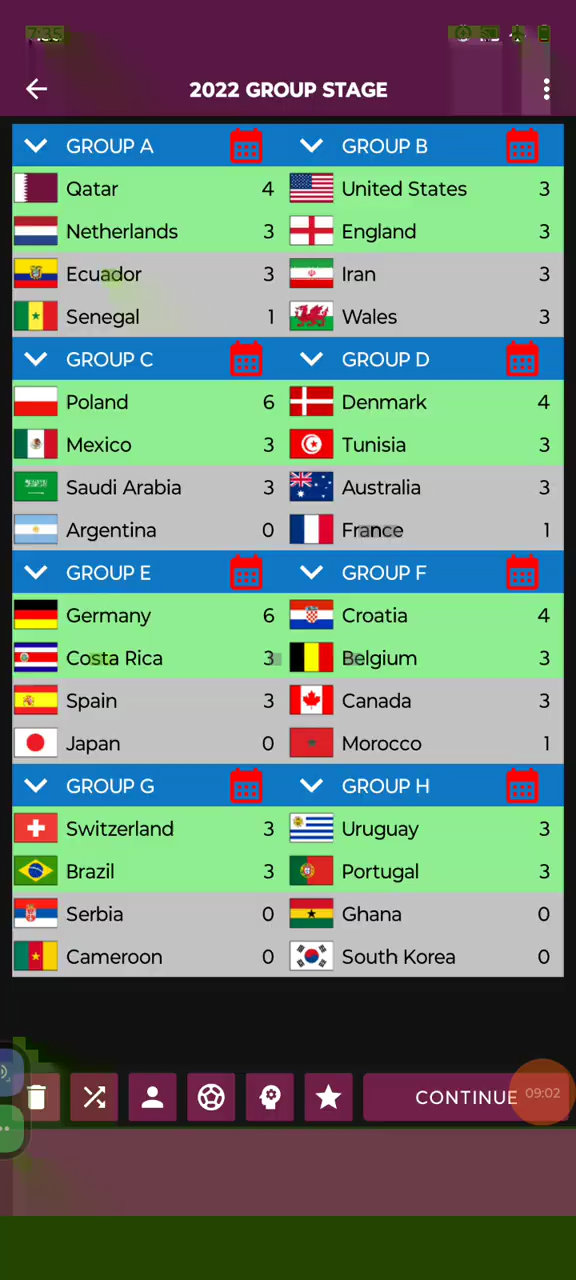 7:35
2022 GROUP STAGE
GROUP A
Qatar 4
Netherlands 3
Ecuador 3
Senegal 1
GROUP B
United States 3
England 3
Iran 3
Wales 3
GROUP C
Poland 6
Mexico 3
Saudi Arabia 3
Argentina 0
GROUP D
Denmark 4
Tunisia 3
Australia 3
France 1
GROUP E
Germany 6
Costa Rica 3
Spain 3
Japan 0
GROUP F
Croatia 4
Belgium 3
Canada 3
Morocco 1
GROUP G
Switzerland 3
Brazil 3
Serbia 0
Cameroon 0
GROUP H
Uruguay 3
Portugal 3
Ghana 0
South Korea 0
CONTINUE
09:02